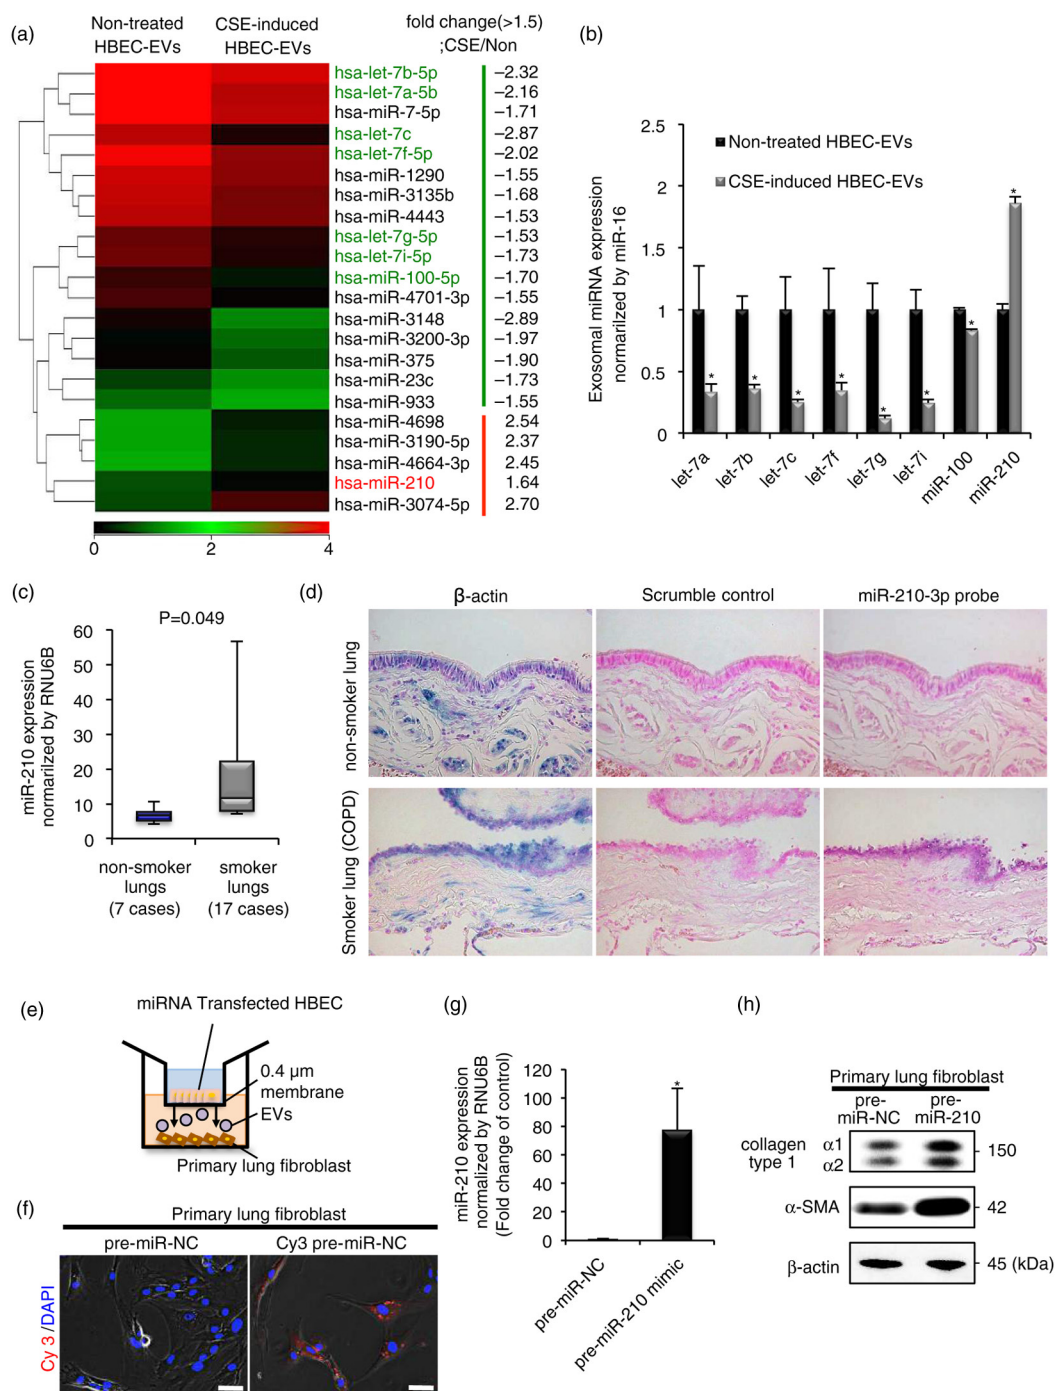 (a)
Non-treated
HBEC-EVs
CSE-induced
HBEC-EVs
fold change(>1.5)
;CSE/Non
hsa-let-7b-5p −2.32
hsa-let-7a-5b −2.16
hsa-miR-7-5p −1.71
hsa-let-7c −2.87
hsa-let-7f-5p −2.02
hsa-miR-1290 −1.55
hsa-miR-3135b −1.68
hsa-miR-4443 −1.53
hsa-let-7g-5p −1.53
hsa-let-7i-5p −1.73
hsa-miR-100-5p −1.70
hsa-miR-4701-3p −1.55
hsa-miR-3148 −2.89
hsa-miR-3200-3p −1.97
hsa-miR-375 −1.90
hsa-miR-23c −1.73
hsa-miR-933 −1.55
hsa-miR-4698 2.54
hsa-miR-3190-5p 2.37
hsa-miR-4664-3p 2.45
hsa-miR-210 1.64
hsa-miR-3074-5p 2.70
0 2 4
(b)
Exosomal miRNA expression
normarlized by miR-16
2.5
2
1.5
1
0.5
0
Non-treated HBEC-EVs
CSE-induced HBEC-EVs
* * * * * * * *
let-7a let-7b let-7c let-7f let-7g let-7i miR-100 miR-210
(c)
P=0.049
miR-210 expression
normarlized by RNU6B
60
50
40
30
20
10
0
non-smoker
lungs
(7 cases)
smoker
lungs
(17 cases)
(d)
β-actin Scrumble control miR-210-3p probe
non-smoker lung
Smoker lung (COPD)
(e)
miRNA Transfected HBEC
0.4 μm
membrane
EVs
Primary lung fibroblast
(f)
Primary lung fibroblast
pre-miR-NC Cy3 pre-miR-NC
Cy 3 /DAPI
(g)
miR-210 expression
normalized by RNU6B
(Fold change of control)
120
100
80
60
40
20
0
*
pre-miR-NC
pre-miR-210 mimic
(h)
Primary lung fibroblast
pre-
miR-NC
pre-
miR-210
collagen
type 1
α1
α2
150
α-SMA 42
β-actin 45 (kDa)